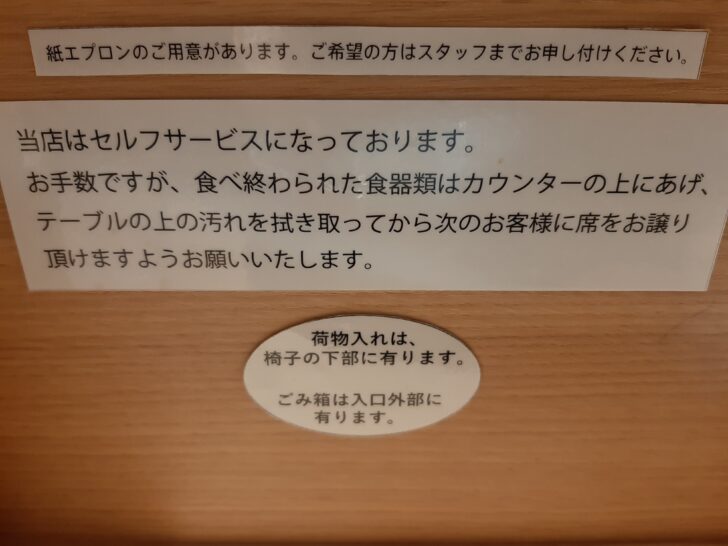 紙エプロンのご用意があります。ご希望の方はスタッフまでお申し付けください。
当店はセルフサービスになっております。
お手数ですが、食べ終わられた食器類はカウンターの上にあげ、
テーブルの上の汚れを拭き取ってから次のお客様に席をお譲り
頂けますようお願いいたします。
荷物入れは、
椅子の下部に有ります。
ごみ箱は入口外部に
有ります。